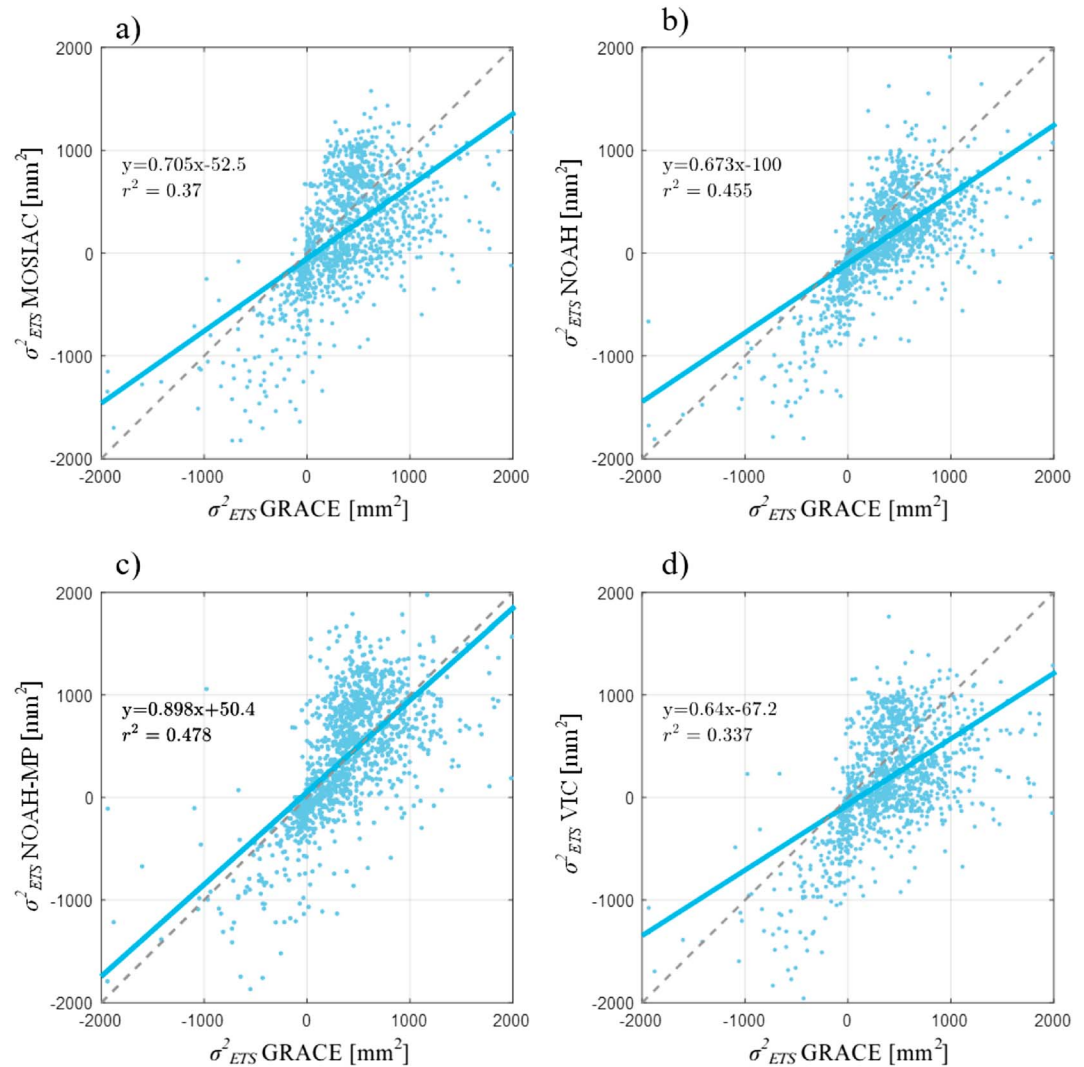 a)
2000
1000
0
-1000
-2000
σ²ETS MOSIAC [mm²]
y=0.705x-52.5
r² = 0.37
-2000 -1000 0 1000 2000
σ²ETS GRACE [mm²]
b)
2000
1000
0
-1000
-2000
σ²ETS NOAH [mm²]
y=0.673x-100
r² = 0.455
-2000 -1000 0 1000 2000
σ²ETS GRACE [mm²]
c)
2000
1000
0
-1000
-2000
σ²ETS NOAH-MP [mm²]
y=0.898x+50.4
r² = 0.478
-2000 -1000 0 1000 2000
σ²ETS GRACE [mm²]
d)
2000
1000
0
-1000
-2000
σ²ETS VIC [mm²]
y=0.64x-67.2
r² = 0.337
-2000 -1000 0 1000 2000
σ²ETS GRACE [mm²]